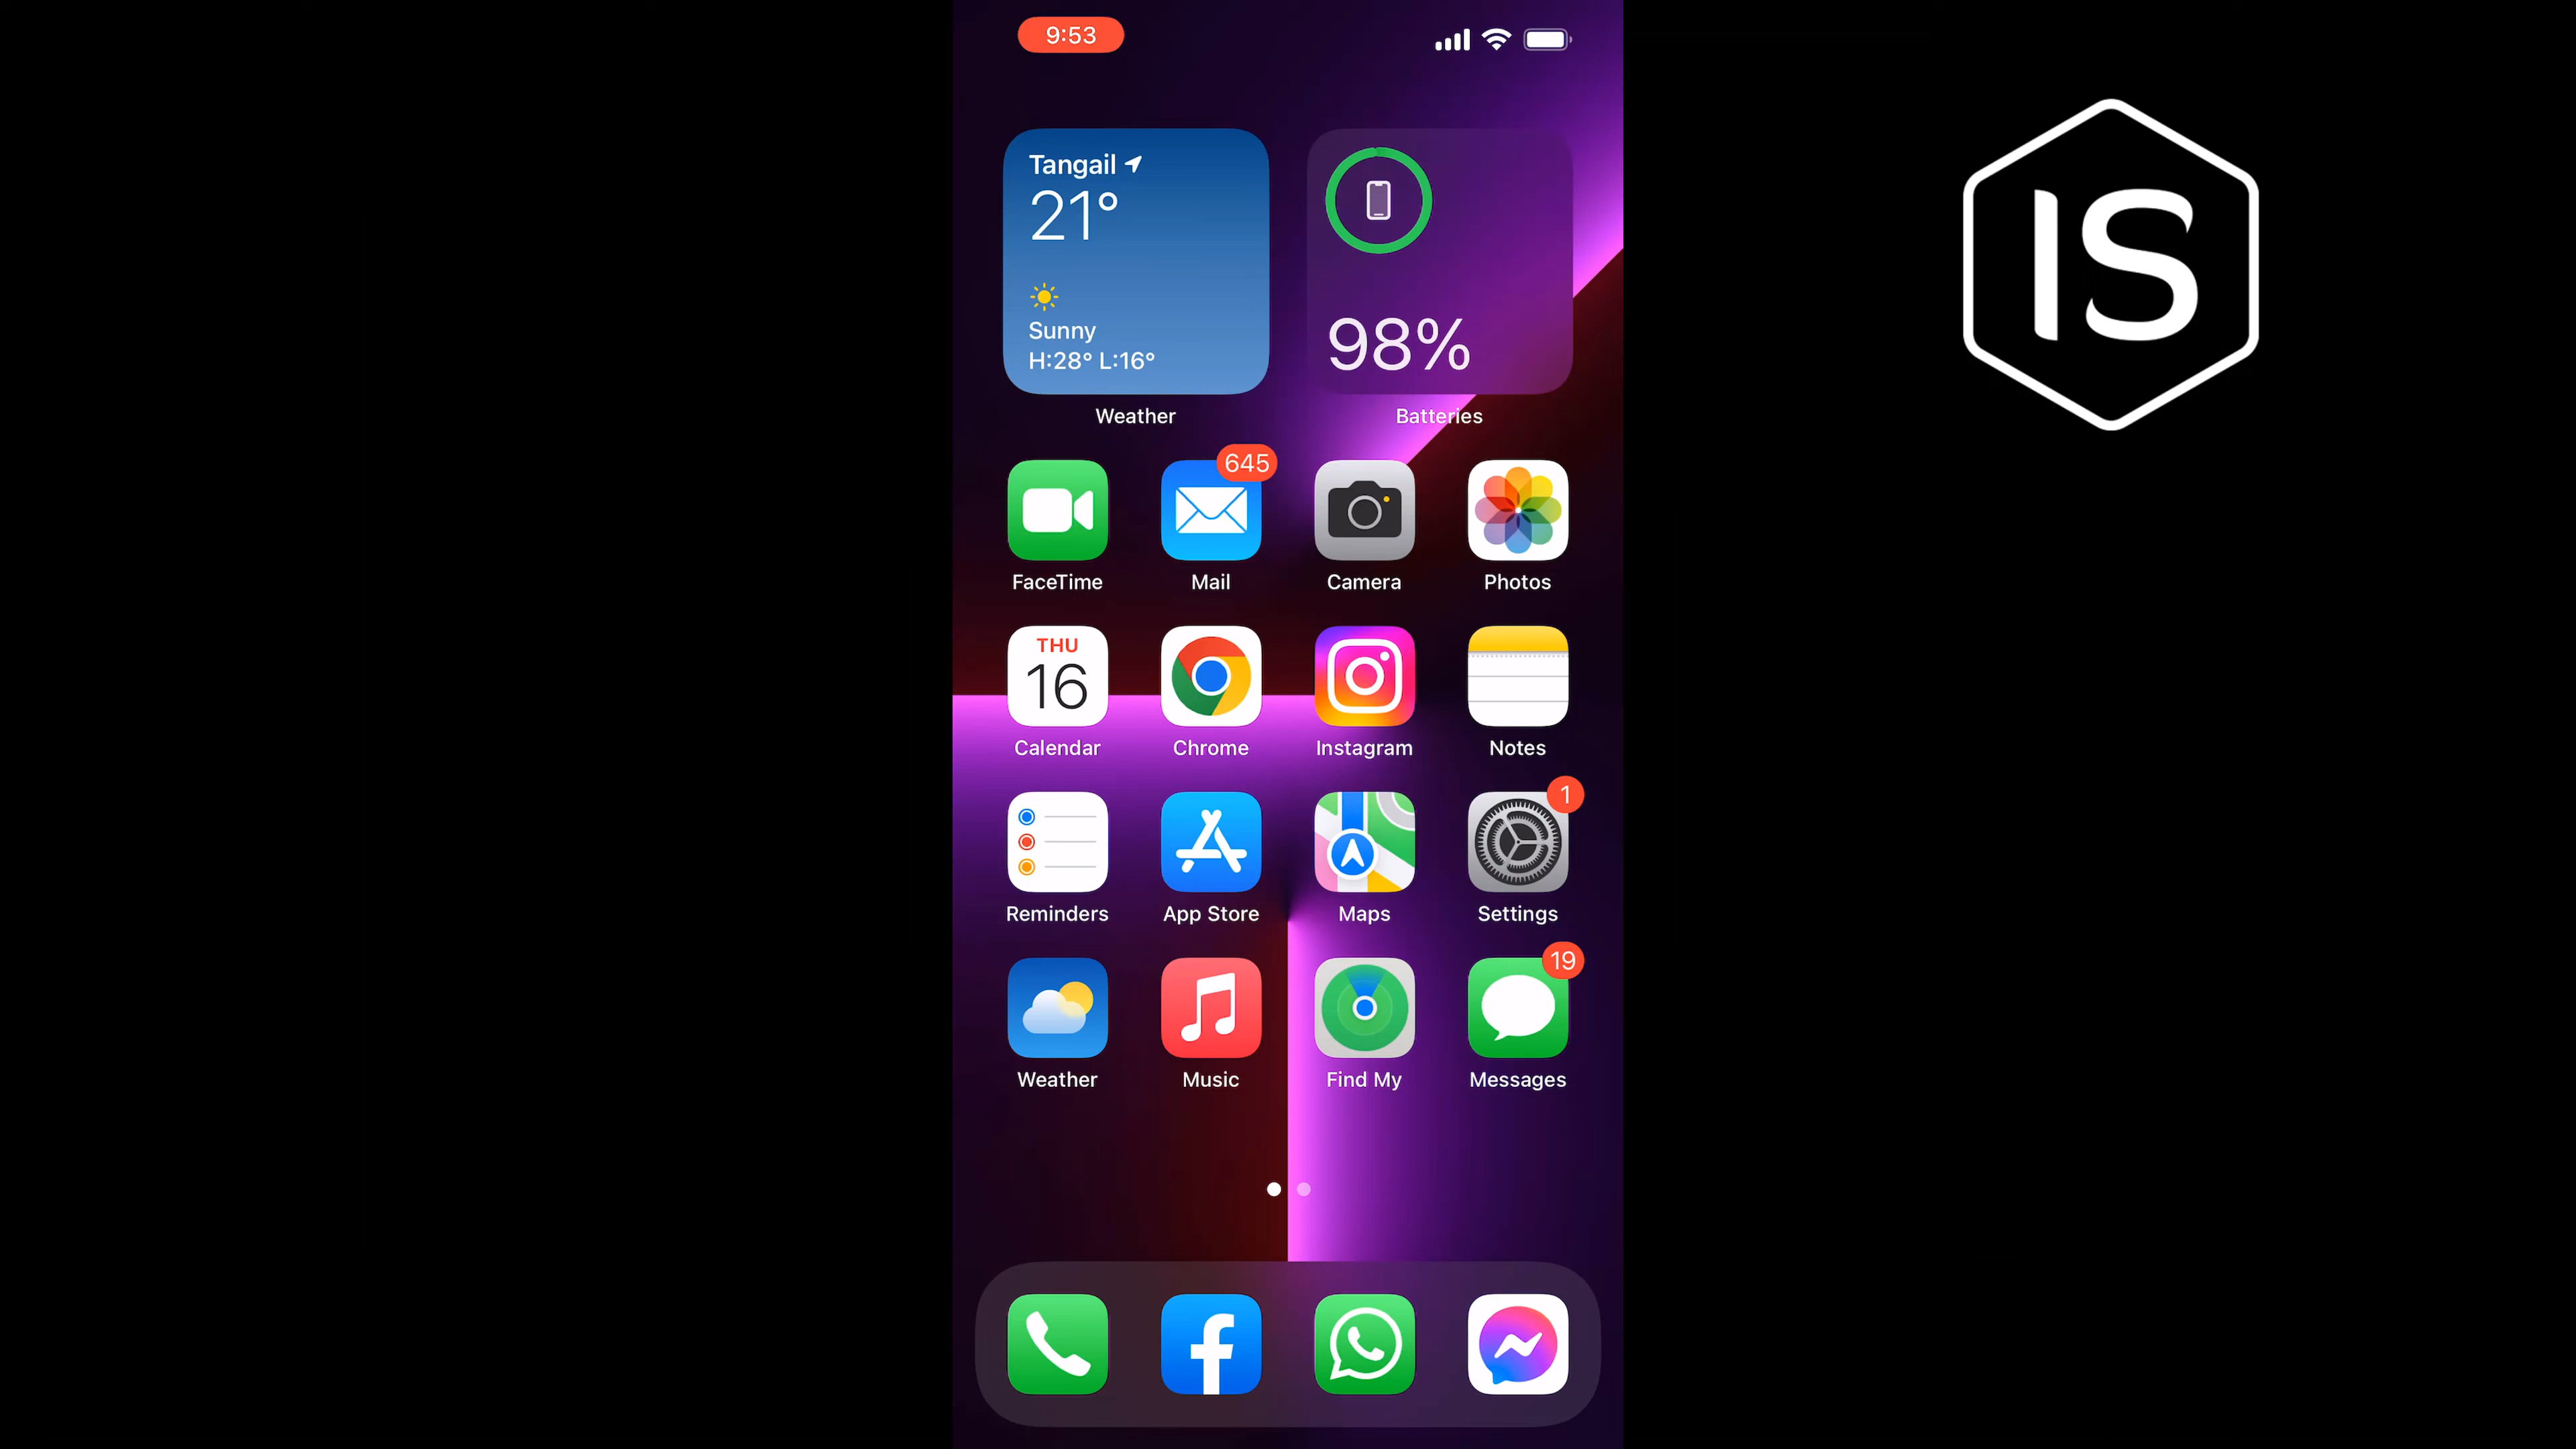 9:53
IS
Tangail
21°
Sunny
H:28° L:16°
98%
Weather
Batteries
645
FaceTime
Mail
Camera
Photos
THU
16
Calendar
Chrome
Instagram
Notes
1
Reminders
App Store
Maps
Settings
19
Weather
Music
Find My
Messages